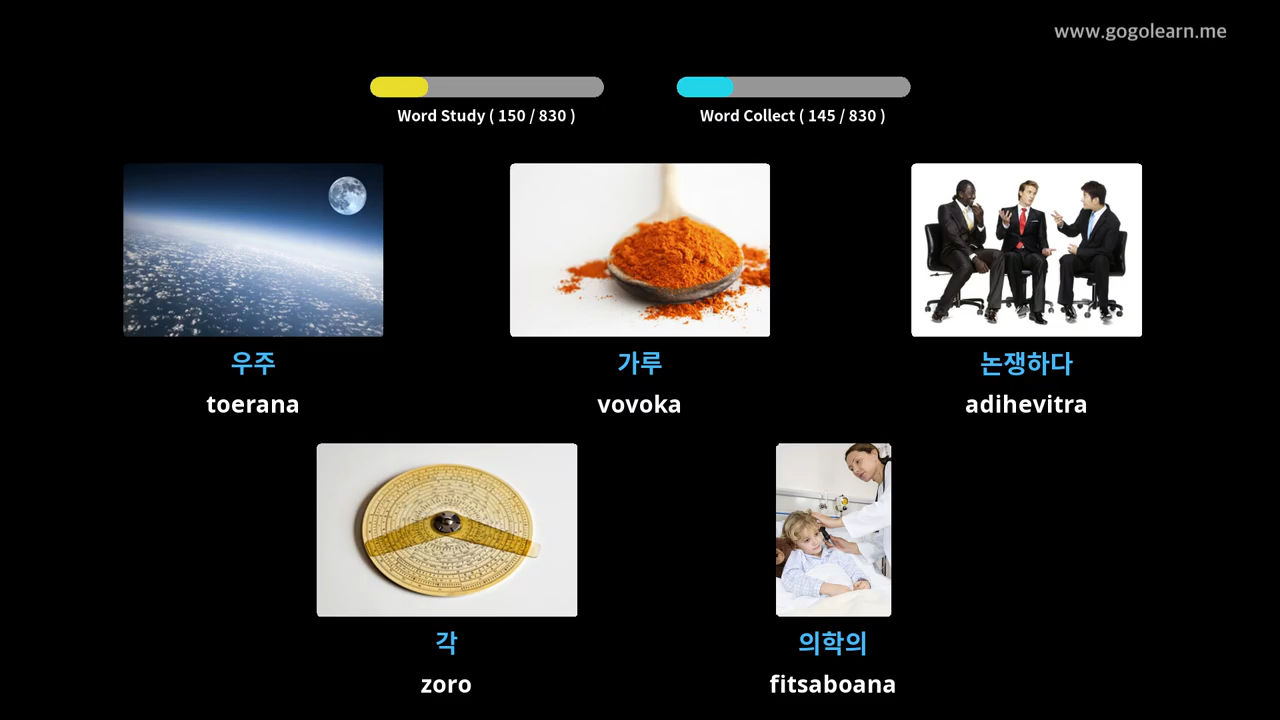 www.gogolearn.me
Word Study ( 150 / 830 )
Word Collect ( 145 / 830 )
우주
가루
논쟁하다
toerana
vovoka
adihevitra
각
의학의
zoro
fitsaboana